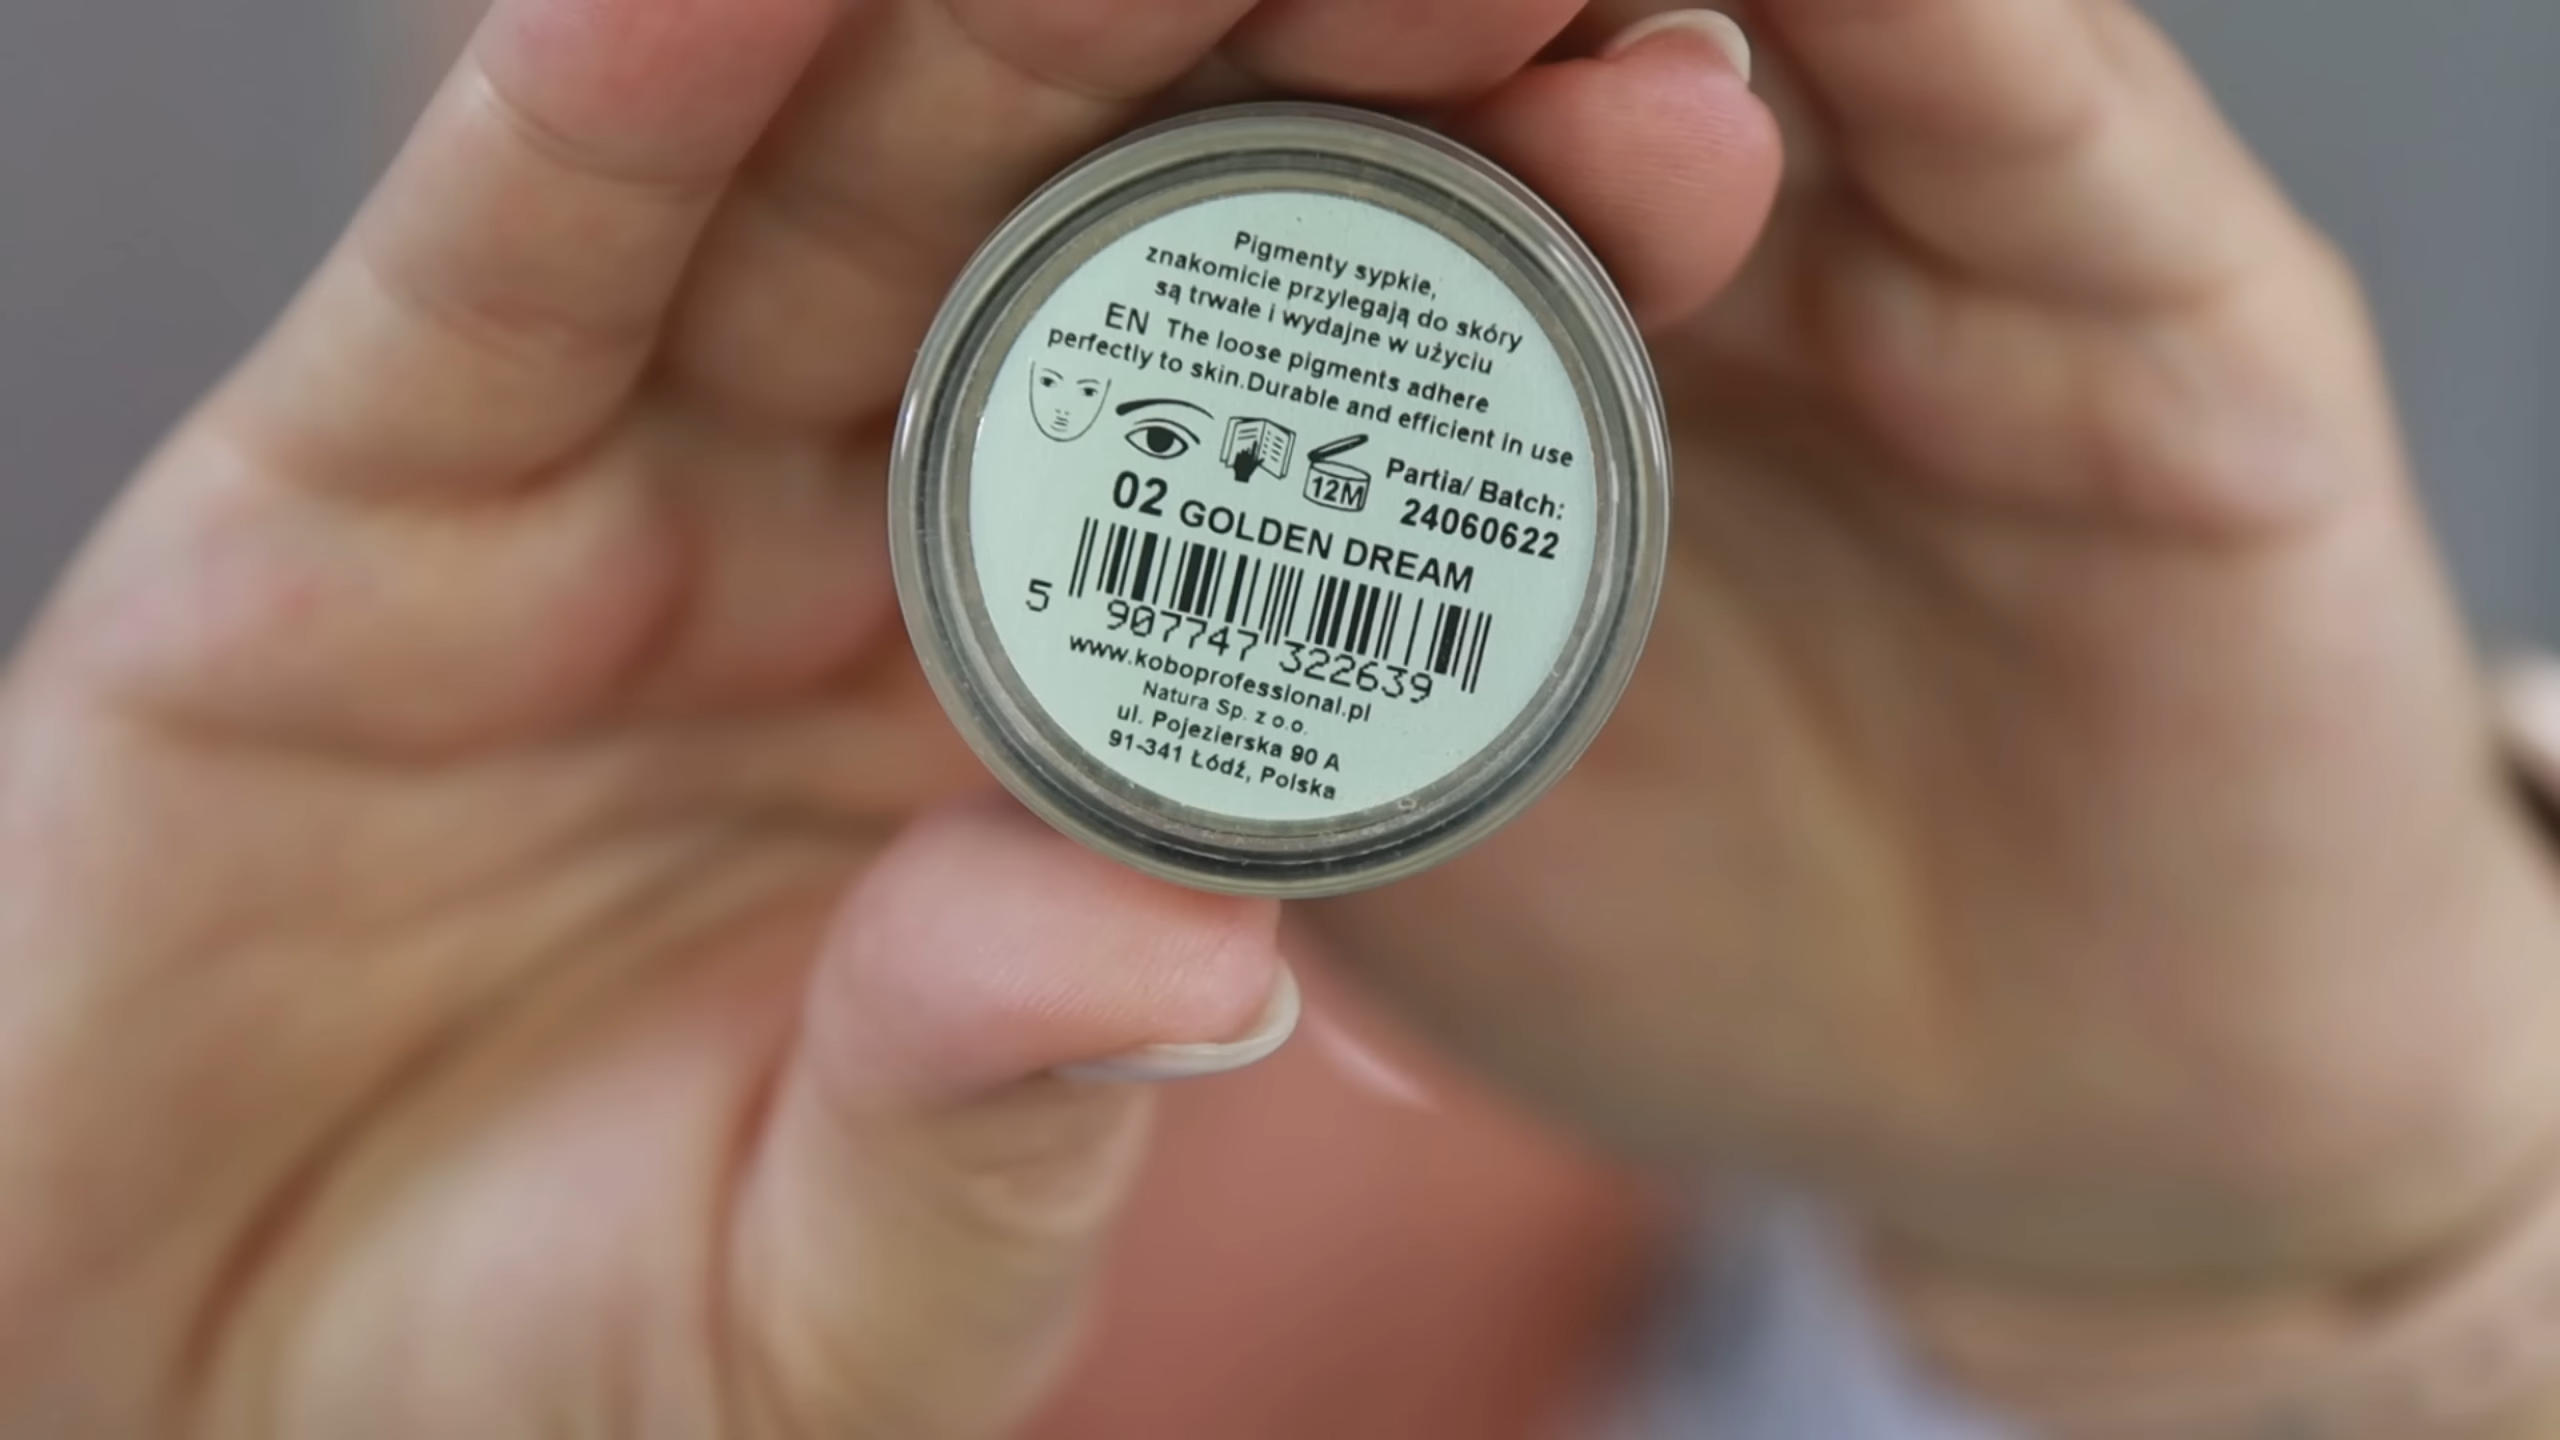 Pigmenty sypkie,
znakomicie przylegają do skóry
są trwałe i wydajne w użyciu
EN The loose pigments adhere
perfectly to skin.Durable and efficient in use
12M
Partia/ Batch:
24060622
02 GOLDEN DREAM
5 907747 322639
www.koboprofessional.pl
Natura Sp. z o.o.
ul. Pojezierska 90 A
91-341 Łódź, Polska